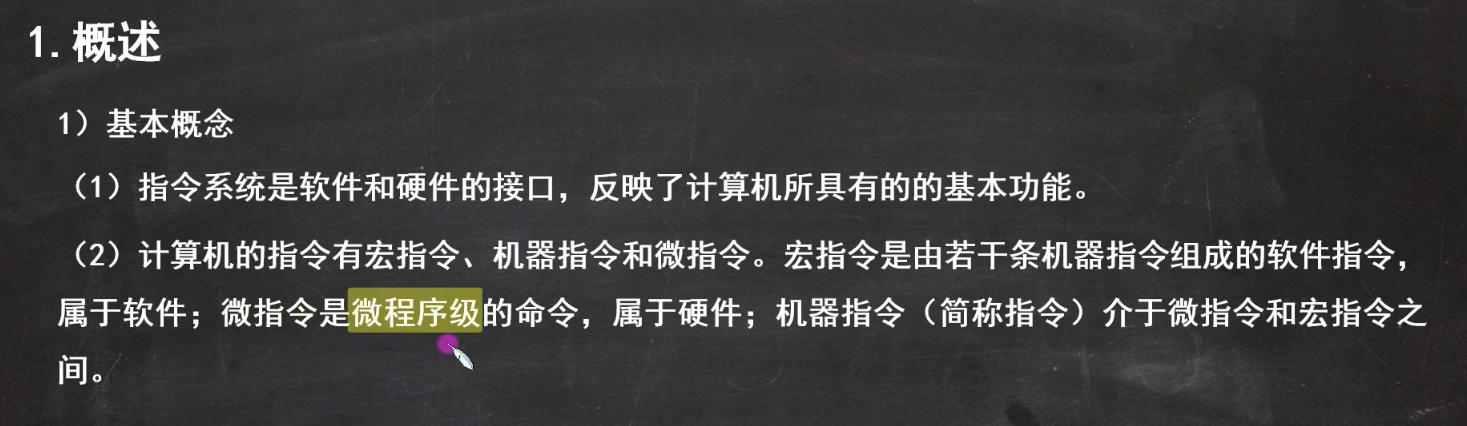 1.概述
1）基本概念
（1）指令系统是软件和硬件的接口，反映了计算机所具有的的基本功能。
（2）计算机的指令有宏指令、机器指令和微指令。宏指令是由若干条机器指令组成的软件指令，
属于软件；微指令是微程序级的命令，属于硬件；机器指令（简称指令）介于微指令和宏指令之
间。